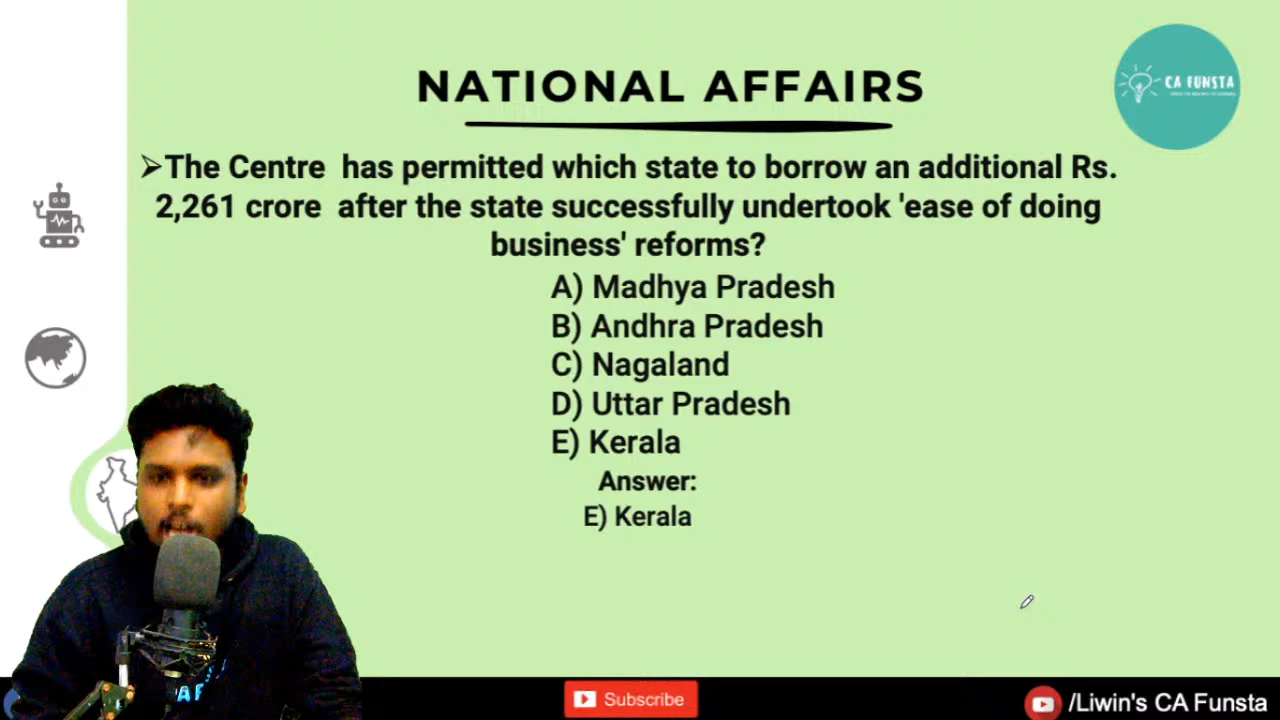 NATIONAL AFFAIRS
CA FUNSTA
➢The Centre has permitted which state to borrow an additional Rs.
2,261 crore after the state successfully undertook 'ease of doing
business' reforms?
A) Madhya Pradesh
B) Andhra Pradesh
C) Nagaland
D) Uttar Pradesh
E) Kerala
Answer:
E) Kerala
Subscribe
/Liwin's CA Funsta